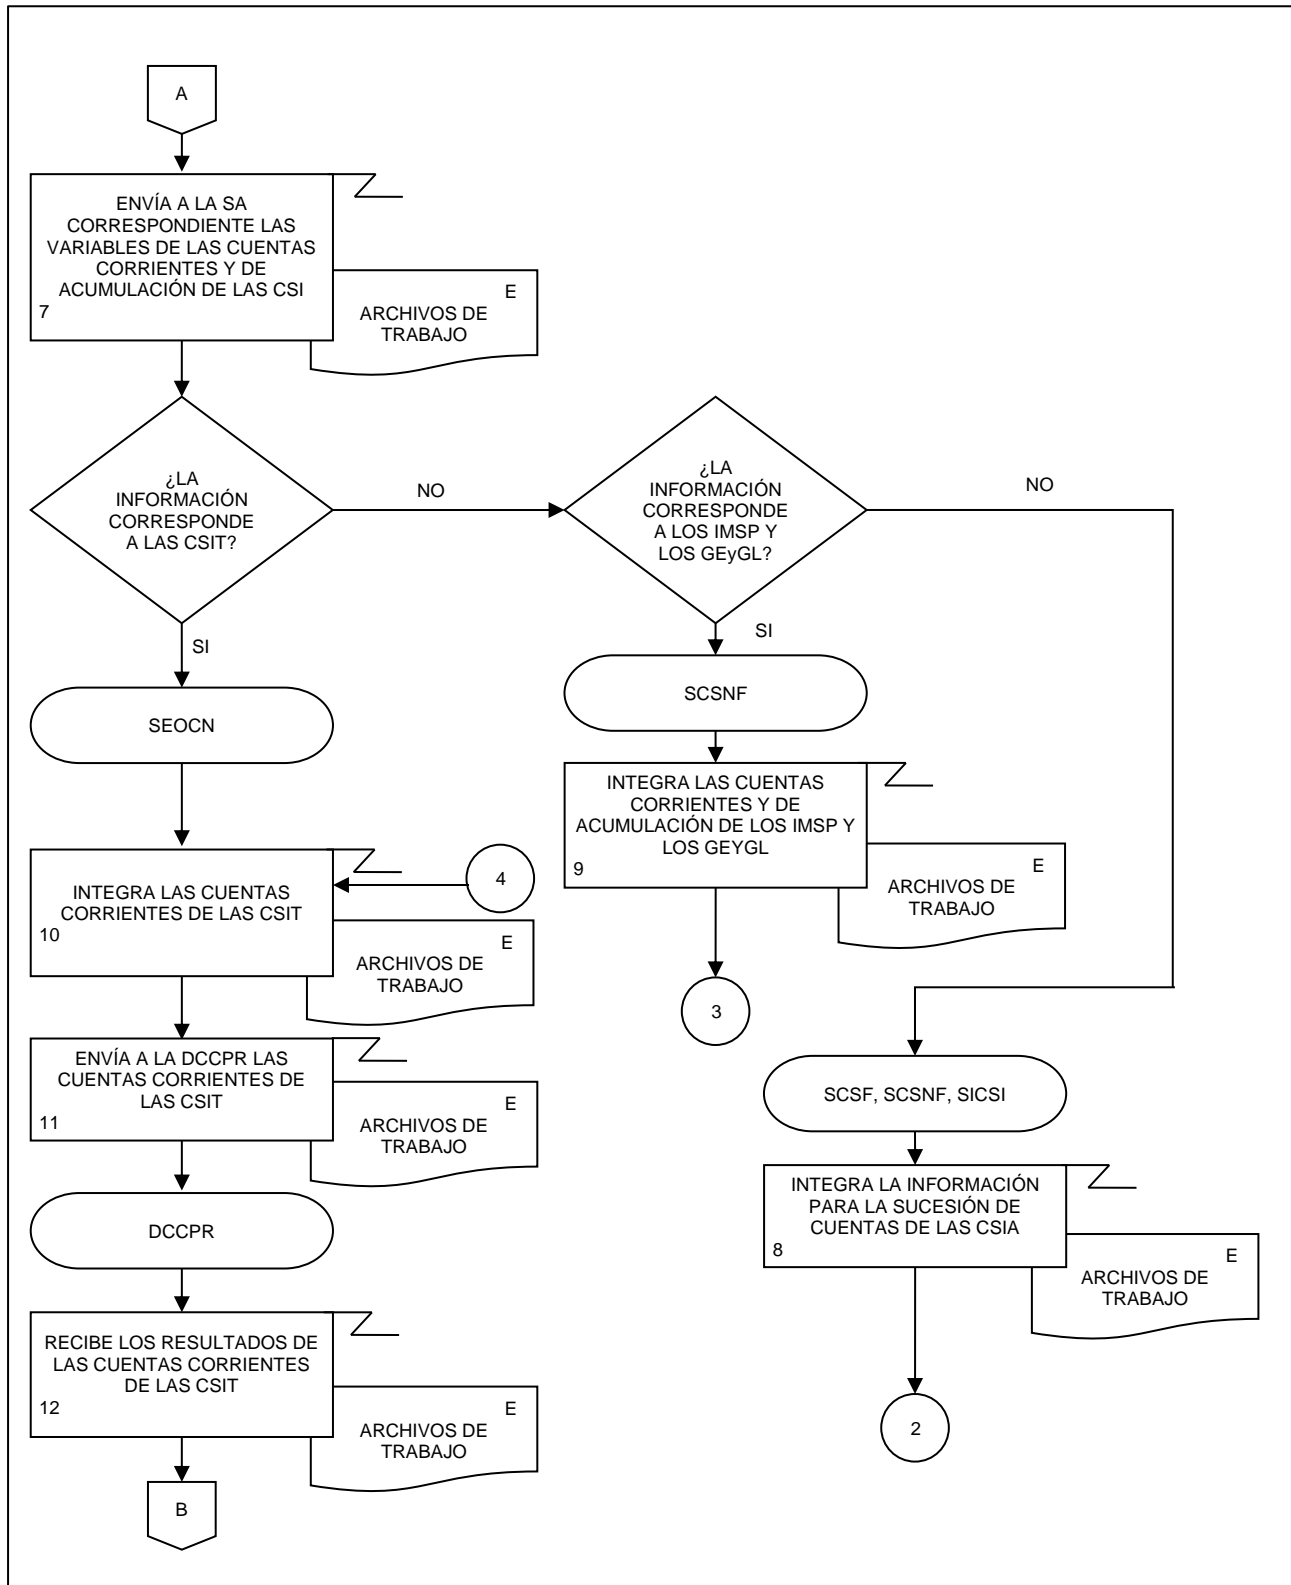 A
ENVÍA A LA SA
CORRESPONDIENTE LAS
VARIABLES DE LAS CUENTAS
CORRIENTES Y DE
ACUMULACIÓN DE LAS CSI
7
E
ARCHIVOS DE
TRABAJO
¿LA
INFORMACIÓN
CORRESPONDE
A LAS CSIT?
NO
¿LA
INFORMACIÓN
CORRESPONDE
A LOS IMSP Y
LOS GEyGL?
NO
SI
SI
SEOCN
SCSNF
INTEGRA LAS CUENTAS
CORRIENTES Y DE
ACUMULACIÓN DE LOS IMSP Y
LOS GEYGL
9
E
ARCHIVOS DE
TRABAJO
3
INTEGRA LAS CUENTAS
CORRIENTES DE LAS CSIT
10
4
E
ARCHIVOS DE
TRABAJO
ENVÍA A LA DCCPR LAS
CUENTAS CORRIENTES DE
LAS CSIT
11
E
ARCHIVOS DE
TRABAJO
SCSF, SCSNF, SICSI
INTEGRA LA INFORMACIÓN
PARA LA SUCESIÓN DE
CUENTAS DE LAS CSIA
8
E
ARCHIVOS DE
TRABAJO
2
DCCPR
RECIBE LOS RESULTADOS DE
LAS CUENTAS CORRIENTES
DE LAS CSIT
12
E
ARCHIVOS DE
TRABAJO
B